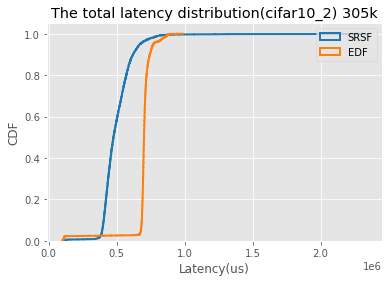 The total latency distribution(cifar10_2) 305k
SRSF
EDF
1.0
0.8
0.6
0.4
0.2
0.0
CDF
0.0 0.5 1.0 1.5 2.0
1e6
Latency(us)